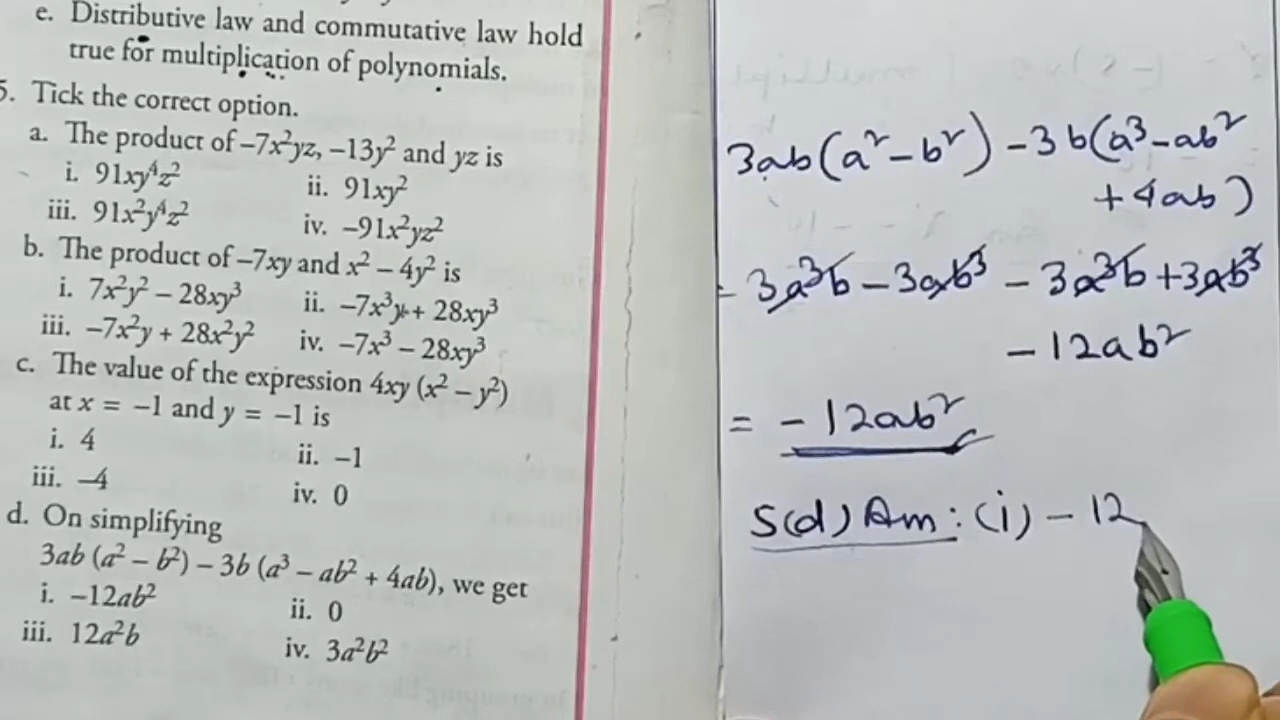 e. Distributive law and commutative law hold
true for multiplication of polynomials.
5. Tick the correct option.
a. The product of –7x²yz, –13y² and yz is
i. 91xy⁴z² ii. 91xy²
iii. 91x²y⁴z² iv. –91x²yz²
b. The product of –7xy and x² – 4y² is
i. 7x²y² – 28xy³ ii. –7x³y + 28xy³
iii. –7x²y + 28x²y² iv. –7x³ – 28xy³
c. The value of the expression 4xy (x² – y²)
at x = –1 and y = –1 is
i. 4 ii. –1
iii. –4 iv. 0
d. On simplifying
3ab (a² – b²) – 3b (a³ – ab² + 4ab), we get
i. –12ab² ii. 0
iii. 12a²b iv. 3a²b²
3ab(a² – b²) – 3b(a³ – ab²
+ 4ab)
= 3a³b – 3ab³ – 3a³b + 3ab³
– 12ab²
= – 12ab²
5(d) Ans: (i) – 12